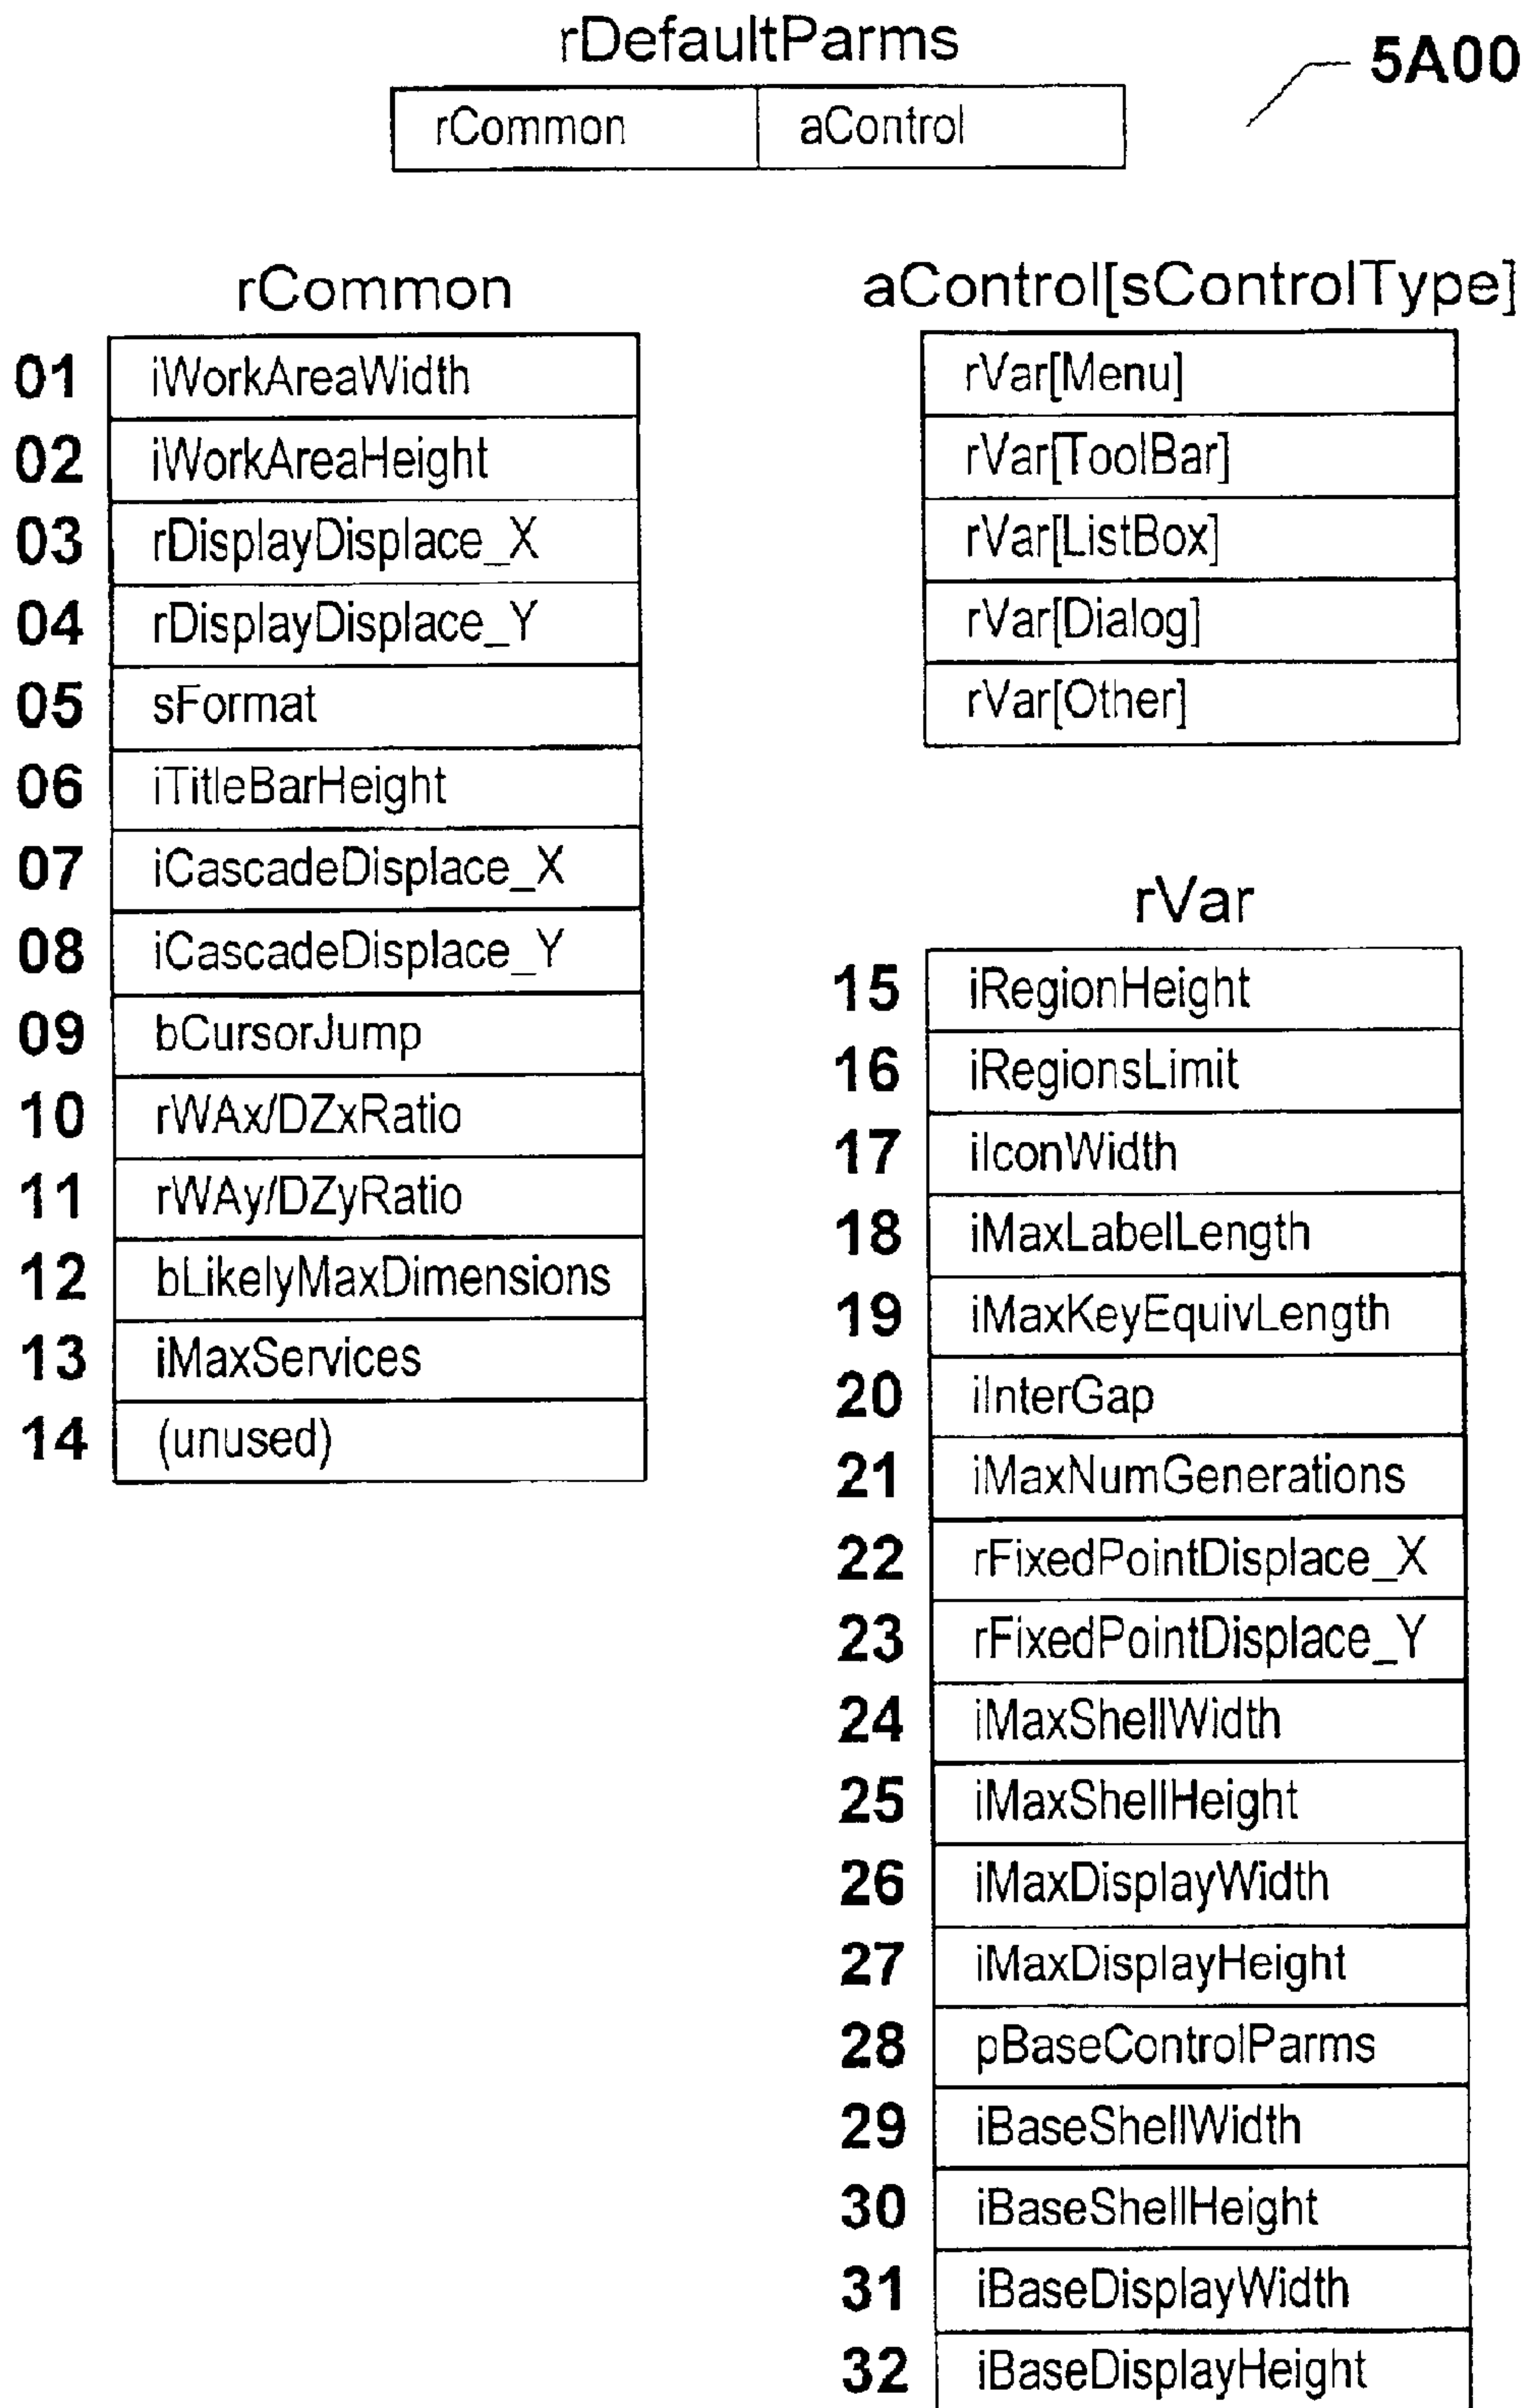 rDefaultParms
5A00
rCommon aControl
rCommon
01 iWorkAreaWidth
02 iWorkAreaHeight
03 rDisplayDisplace_X
04 rDisplayDisplace_Y
05 sFormat
06 iTitleBarHeight
07 iCascadeDisplace_X
08 iCascadeDisplace_Y
09 bCursorJump
10 rWAx/DZxRatio
11 rWAy/DZyRatio
12 bLikelyMaxDimensions
13 iMaxServices
14 (unused)
aControl[sControlType]
rVar[Menu]
rVar[ToolBar]
rVar[ListBox]
rVar[Dialog]
rVar[Other]
rVar
15 iRegionHeight
16 iRegionsLimit
17 iIconWidth
18 iMaxLabelLength
19 iMaxKeyEquivLength
20 iInterGap
21 iMaxNumGenerations
22 rFixedPointDisplace_X
23 rFixedPointDisplace_Y
24 iMaxShellWidth
25 iMaxShellHeight
26 iMaxDisplayWidth
27 iMaxDisplayHeight
28 pBaseControlParms
29 iBaseShellWidth
30 iBaseShellHeight
31 iBaseDisplayWidth
32 iBaseDisplayHeight